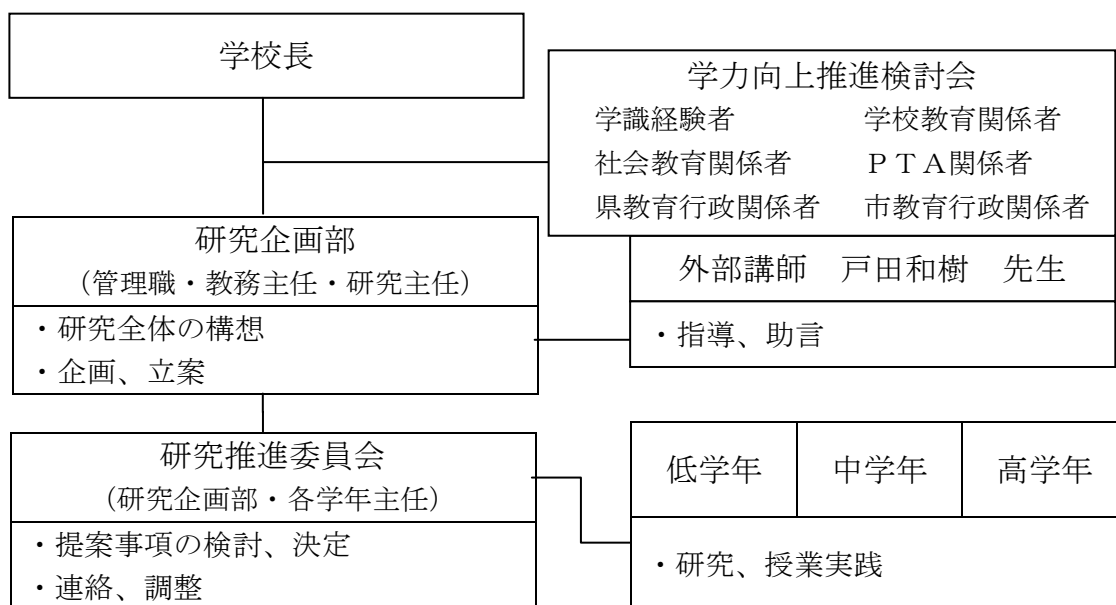 学校長
学力向上推進検討会
学識経験者　学校教育関係者
社会教育関係者　ＰＴＡ関係者
県教育行政関係者　市教育行政関係者
研究企画部
（管理職・教務主任・研究主任）
・研究全体の構想
・企画、立案
外部講師　戸田和樹　先生
・指導、助言
研究推進委員会
（研究企画部・各学年主任）
・提案事項の検討、決定
・連絡、調整
低学年　中学年　高学年
・研究、授業実践